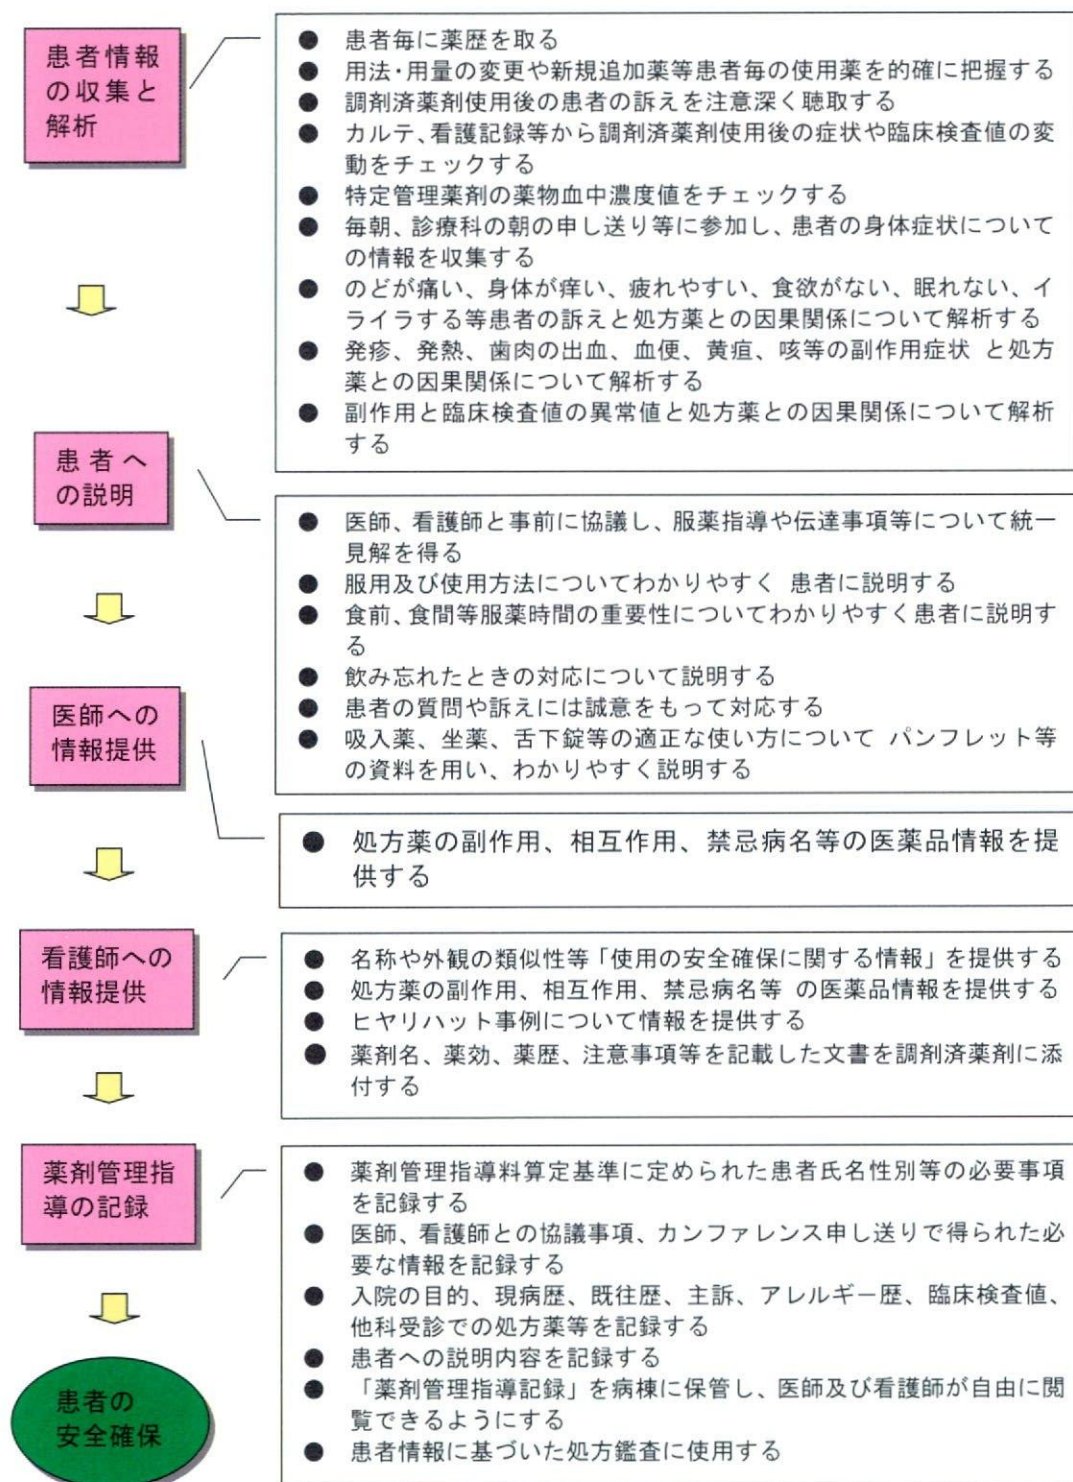 患者情報
の収集と
解析
● 患者毎に薬歴を取る
● 用法・用量の変更や新規追加薬等患者毎の使用薬を的確に把握する
● 調剤済薬剤使用後の患者の訴えを注意深く聴取する
● カルテ、看護記録等から調剤済薬剤使用後の症状や臨床検査値の変
動をチェックする
● 特定管理薬剤の薬物血中濃度値をチェックする
● 毎朝、診療科の朝の申し送り等に参加し、患者の身体症状について
の情報を収集する
● のどが痛い、身体が痒い、疲れやすい、食欲がない、眠れない、イ
ライラする等患者の訴えと処方薬との因果関係について解析する
● 発疹、発熱、歯肉の出血、血便、黄疸、咳等の副作用症状 と処方
薬との因果関係について解析する
● 副作用と臨床検査値の異常値と処方薬との因果関係について解析
する
患者へ
の説明
● 医師、看護師と事前に協議し、服薬指導や伝達事項等について統一
見解を得る
● 服用及び使用方法についてわかりやすく 患者に説明する
● 食前、食間等服薬時間の重要性についてわかりやすく患者に説明す
る
● 飲み忘れたときの対応について説明する
● 患者の質問や訴えには誠意をもって対応する
● 吸入薬、坐薬、舌下錠等の適正な使い方について パンフレット等
の資料を用い、わかりやすく説明する
医師への
情報提供
● 処方薬の副作用、相互作用、禁忌病名等の医薬品情報を提
供する
看護師への
情報提供
● 名称や外観の類似性等「使用の安全確保に関する情報」を提供する
● 処方薬の副作用、相互作用、禁忌病名等 の医薬品情報を提供する
● ヒヤリハット事例について情報を提供する
● 薬剤名、薬効、薬歴、注意事項等を記載した文書を調剤済薬剤に添
付する
薬剤管理指
導の記録
● 薬剤管理指導料算定基準に定められた患者氏名性別等の必要事項
を記録する
● 医師、看護師との協議事項、カンファレンス申し送りで得られた必
要な情報を記録する
● 入院の目的、現病歴、既往歴、主訴、アレルギー歴、臨床検査値、
他科受診での処方薬等を記録する
● 患者への説明内容を記録する
● 「薬剤管理指導記録」を病棟に保管し、医師及び看護師が自由に閲
覧できるようにする
● 患者情報に基づいた処方鑑査に使用する
患者の
安全確保